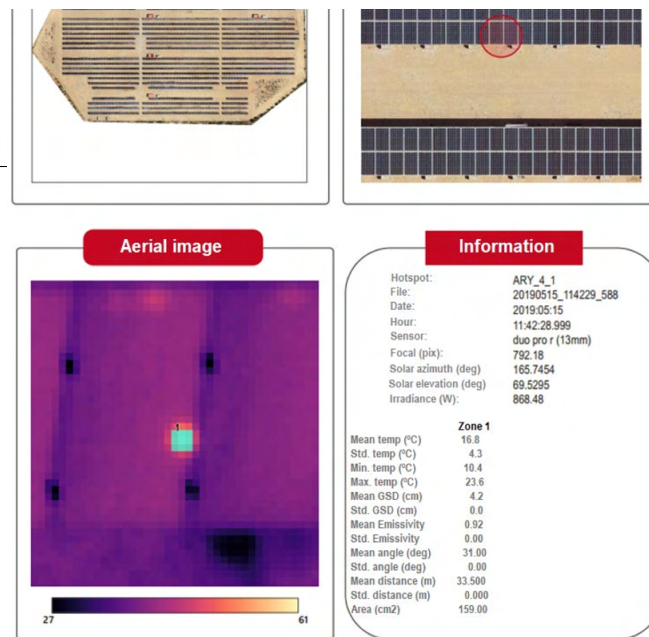 Aerial image
1
27 61
Information
Hotspot: ARY_4_1
File: 20190515_114229_588
Date: 2019:05:15
Hour: 11:42:28.999
Sensor: duo pro r (13mm)
Focal (pix): 792.18
Solar azimuth (deg) 165.7454
Solar elevation (deg) 69.5295
Irradiance (W): 868.48
Zone 1
Mean temp (ºC) 16.8
Std. temp (ºC) 4.3
Min. temp (ºC) 10.4
Max. temp (ºC) 23.6
Mean GSD (cm) 4.2
Std. GSD (cm) 0.0
Mean Emissivity 0.92
Std. Emissivity 0.00
Mean angle (deg) 31.00
Std. angle (deg) 0.00
Mean distance (m) 33.500
Std. distance (m) 0.000
Area (cm2) 159.00